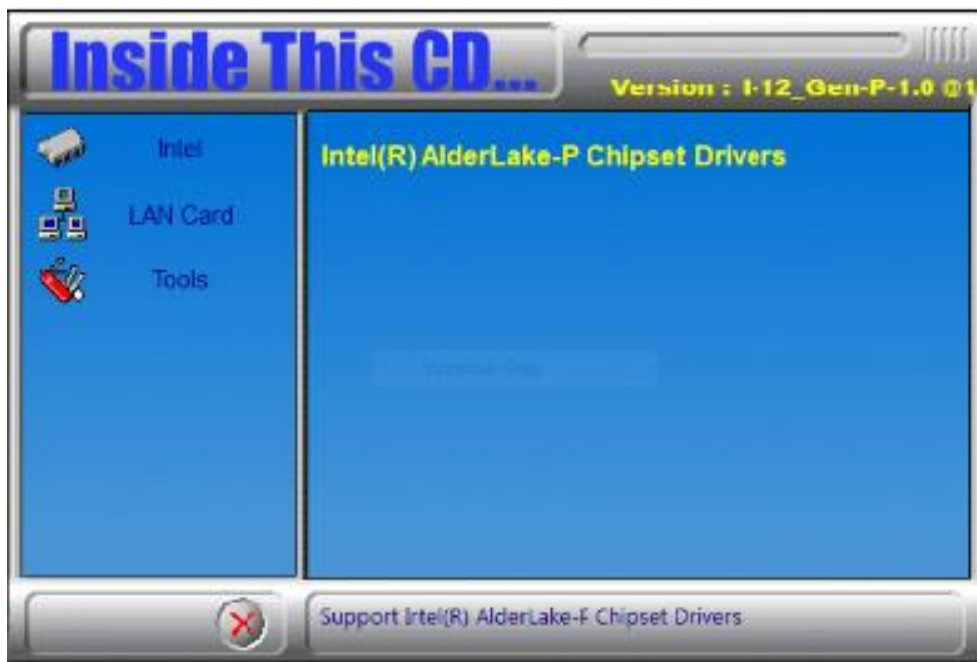 Inside This CD...
Version : I-12_Gen-P-1.0 @1
Intel
LAN Card
Tools
Intel(R) AlderLake-P Chipset Drivers
Support Intel(R) AlderLake-P Chipset Drivers